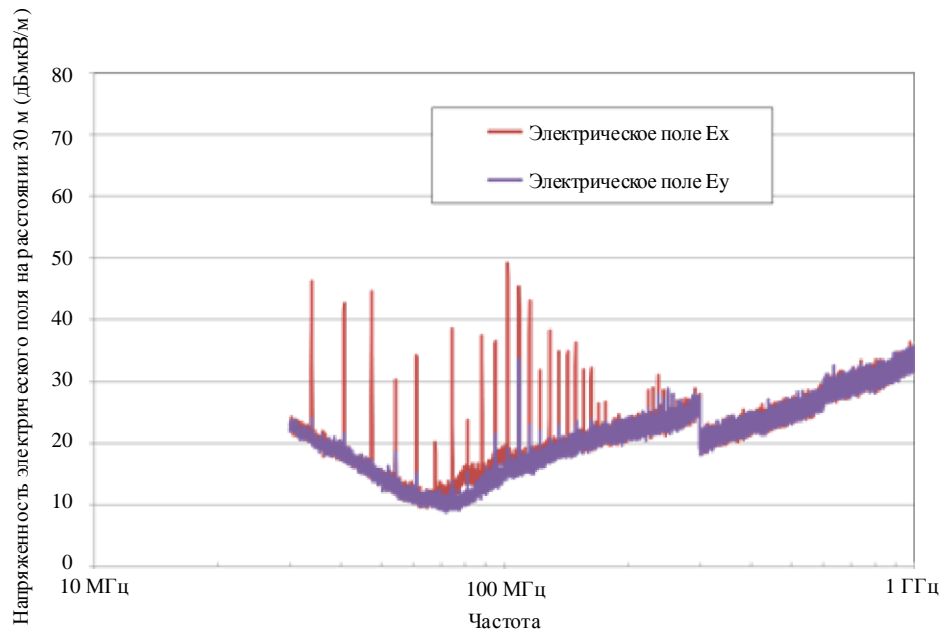 Напряженность электрического поля на расстоянии 30 м (дБмкВ/м)
80
70
60
50
40
30
20
10
0
Электрическое поле Ex
Электрическое поле Ey
10 МГц
100 МГц
1 ГГц
Частота